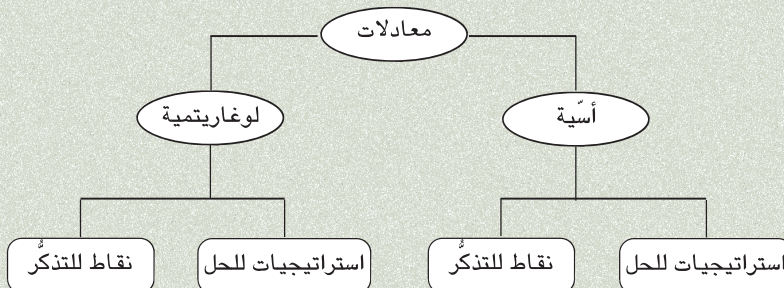 معادلات
أسّية
لوغاريتمية
استراتيجيات للحل
نقاط للتذكُّر
استراتيجيات للحل
نقاط للتذكُّر